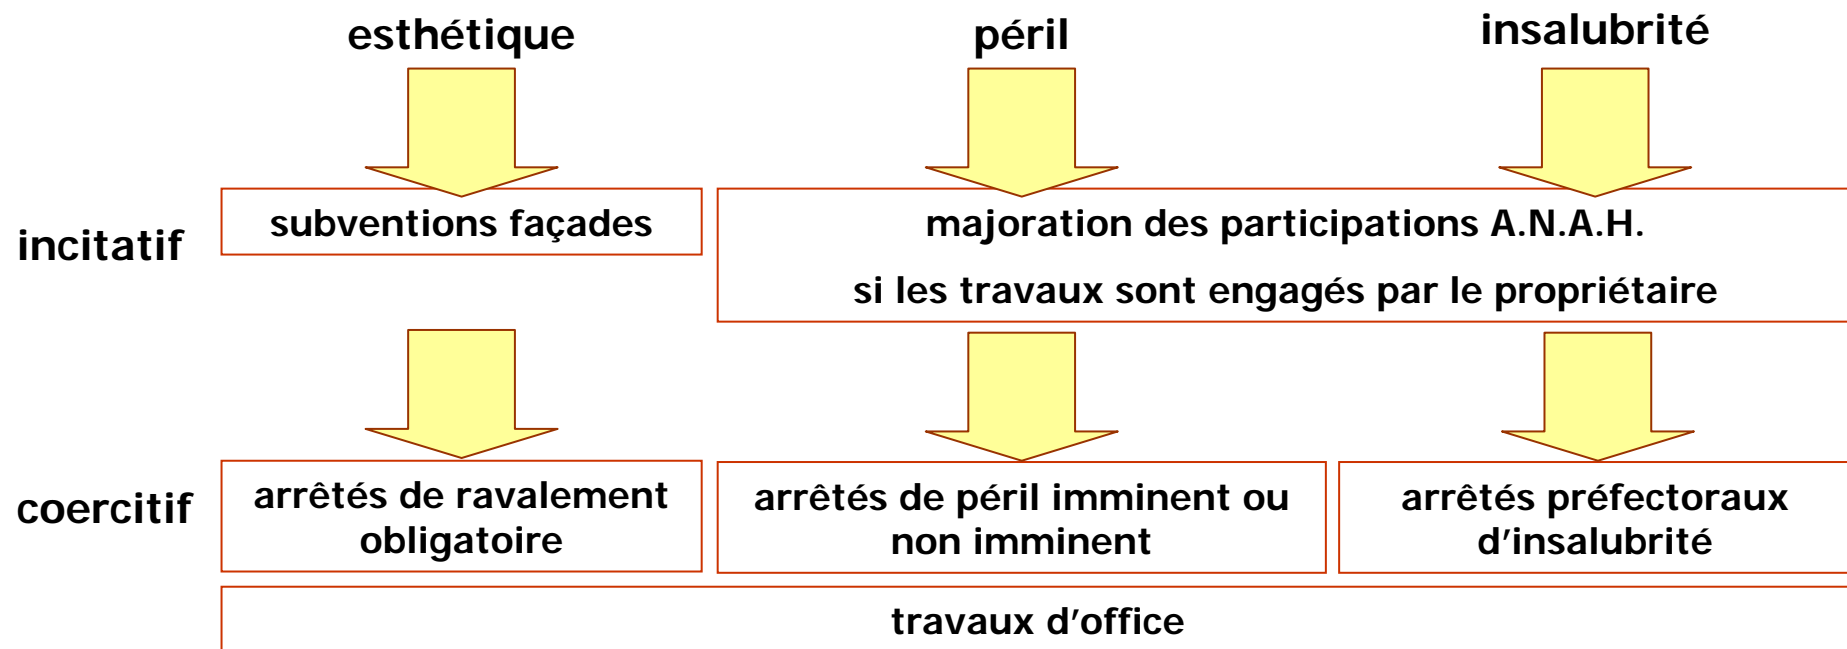 esthétique
péril
insalubrité
incitatif
subventions façades
majoration des participations A.N.A.H.
si les travaux sont engagés par le propriétaire
coercitif
arrêtés de ravalement
obligatoire
arrêtés de péril imminent ou
non imminent
arrêtés préfectoraux
d'insalubrité
travaux d'office